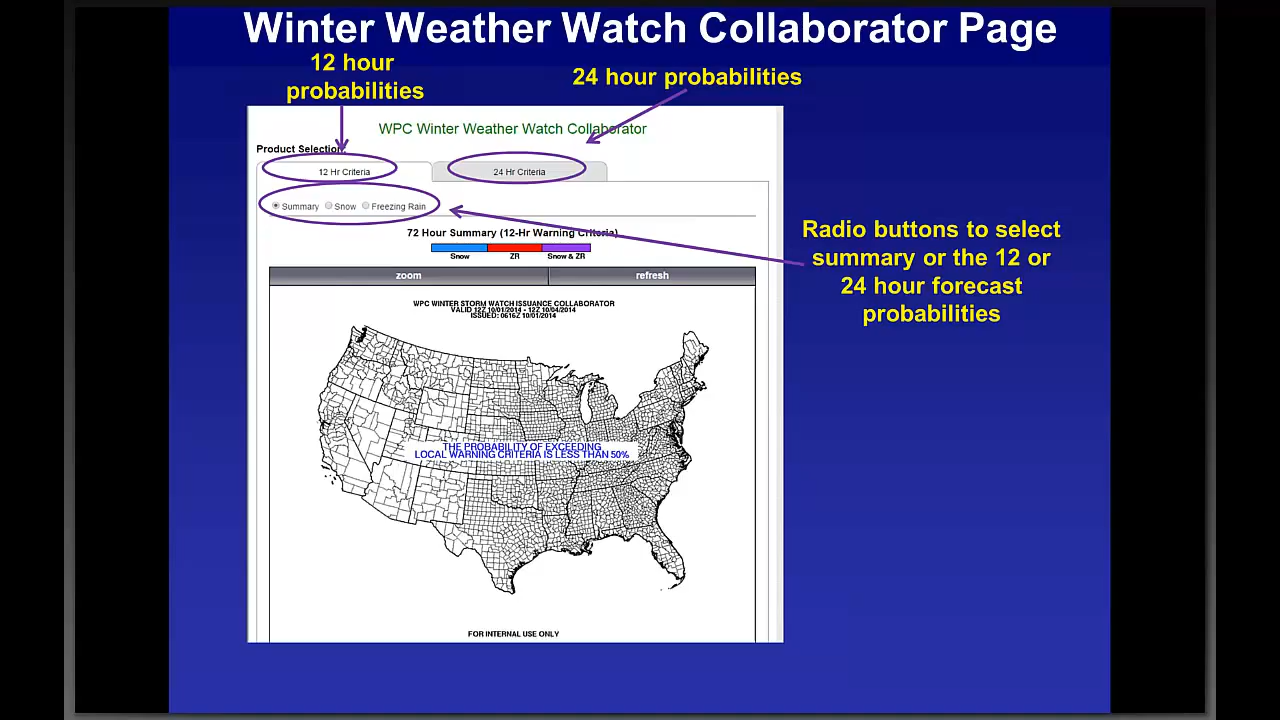 Winter Weather Watch Collaborator Page
12 hour
probabilities
24 hour probabilities
WPC Winter Weather Watch Collaborator
Product Selection:
12 Hr Criteria
24 Hr Criteria
Summary Snow Freezing Rain
72 Hour Summary (12-Hr Warning Criteria)
Snow ZR Snow & ZR
zoom refresh
WPC WINTER STORM WATCH ISSUANCE COLLABORATOR
VALID 12Z 10/01/2014 - 12Z 10/04/2014
ISSUED: 0616Z 10/01/2014
THE PROBABILITY OF EXCEEDING
LOCAL WARNING CRITERIA IS LESS THAN 50%
FOR INTERNAL USE ONLY
Radio buttons to select
summary or the 12 or
24 hour forecast
probabilities